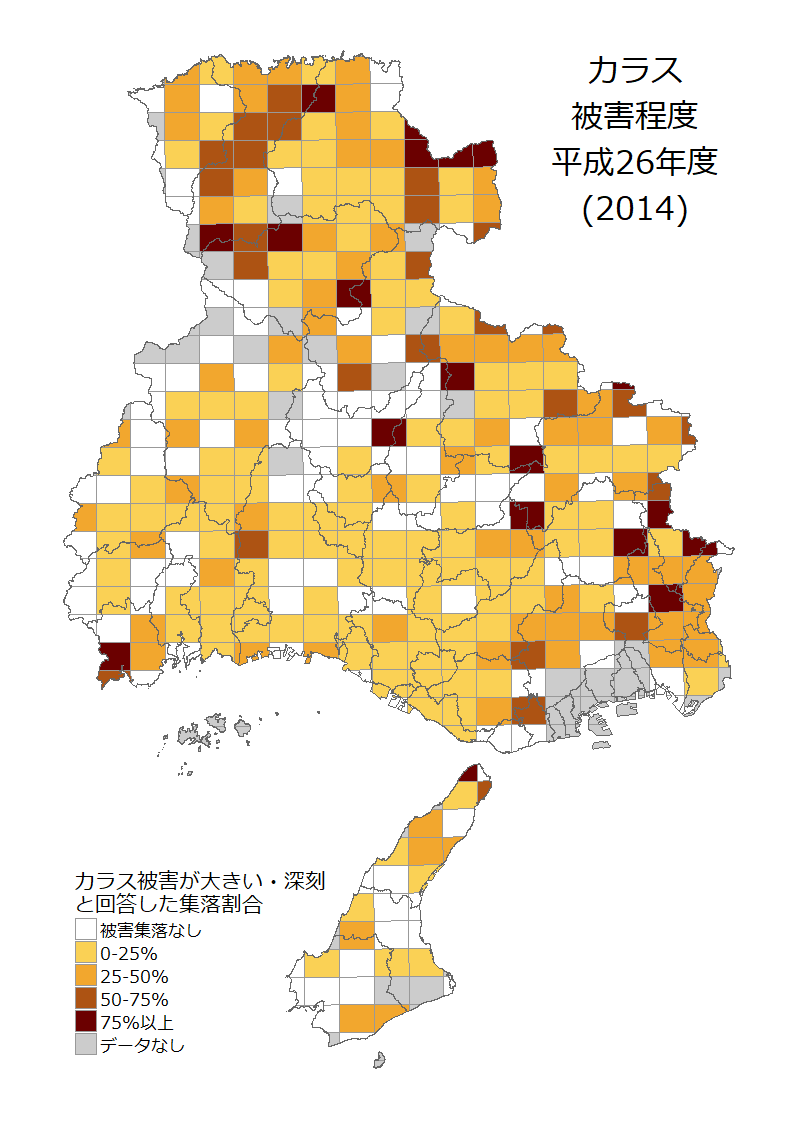 カラス
被害程度
平成26年度
(2014)
カラス被害が大きい・深刻
と回答した集落割合
被害集落なし
0-25%
25-50%
50-75%
75%以上
データなし